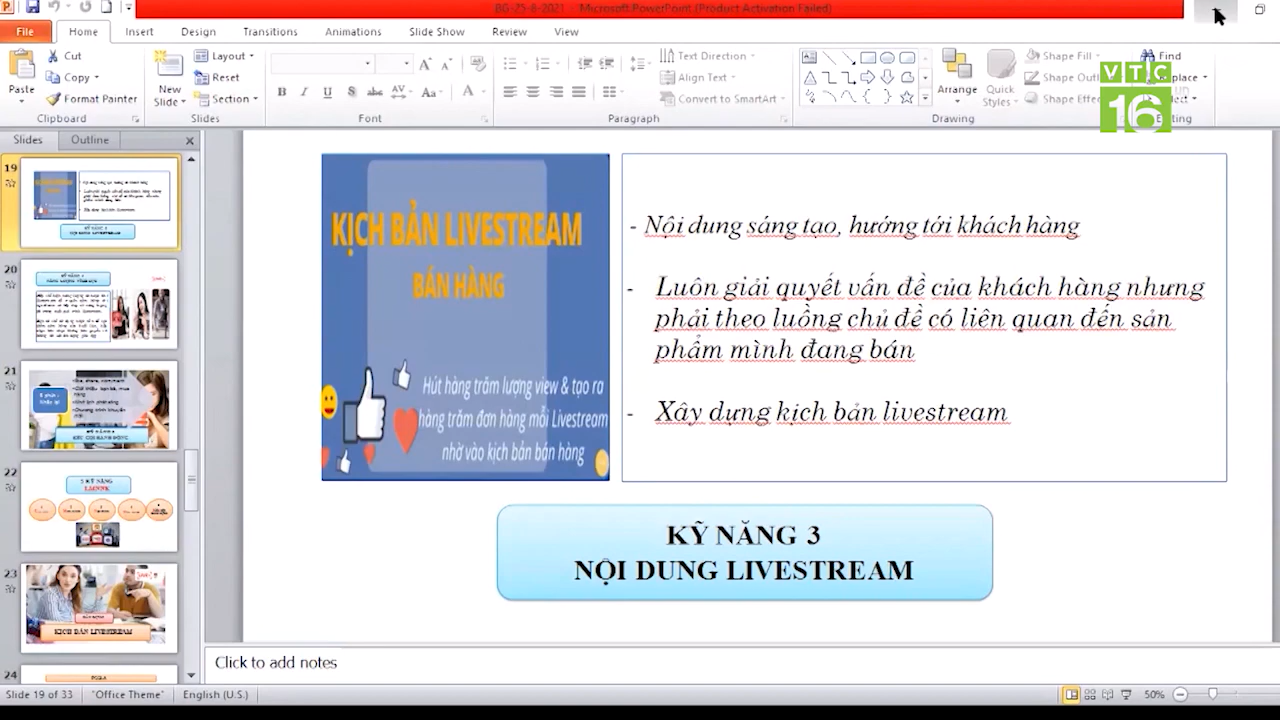 BG-25-8-2021 - Microsoft PowerPoint (Product Activation Failed)
File Home Insert Design Transitions Animations Slide Show Review View
Cut
Copy
Format Painter
Paste
Clipboard
New
Slide
Layout
Reset
Section
Slides
Font
Text Direction
Align Text
Convert to SmartArt
Paragraph
Arrange
Quick
Styles
Shape Fill
Drawing
Find
VTC
16
Slides Outline
19
20
21
22
23
KỊCH BẢN LIVESTREAM
24
KỊCH BẢN LIVESTREAM
BÁN HÀNG
Hút hàng trăm lượng view & tạo ra
hàng trăm đơn hàng mỗi Livestream
nhờ vào kịch bản bán hàng
- Nội dung sáng tạo, hướng tới khách hàng
- Luôn giải quyết vấn đề của khách hàng nhưng
phải theo luồng chủ đề có liên quan đến sản
phẩm mình đang bán
- Xây dựng kịch bản livestream
KỸ NĂNG 3
NỘI DUNG LIVESTREAM
Click to add notes
Slide 19 of 33 "Office Theme" English (U.S.) 50%